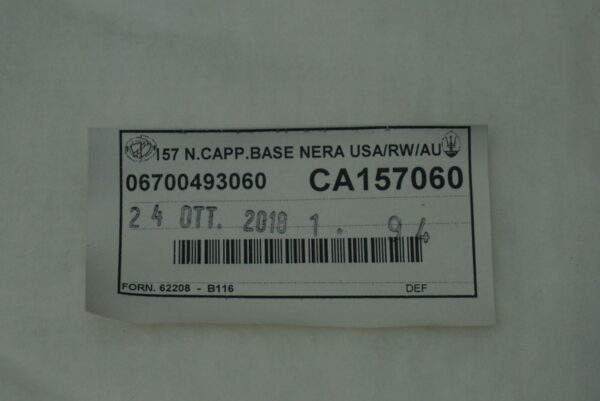 157 N.CAPP.BASE NERA USA/RW/AU
06700493060 CA157060
24 OTT. 2018 1. 94
FORN. 62208 - B116 DEF